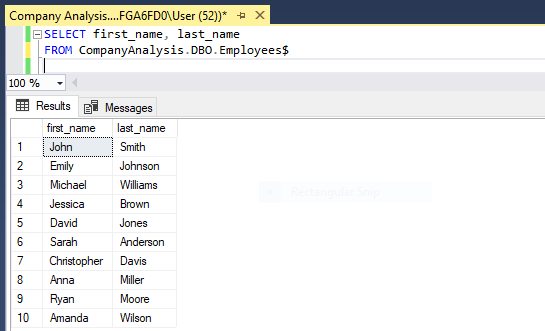 Company Analysis....FGA6FD0\User (52))*
SELECT first_name, last_name
FROM CompanyAnalysis.DBO.Employees$
100 %
Results Messages
first_name last_name
1 John Smith
2 Emily Johnson
3 Michael Williams
4 Jessica Brown
5 David Jones
6 Sarah Anderson
7 Christopher Davis
8 Anna Miller
9 Ryan Moore
10 Amanda Wilson
Rectangular Snip